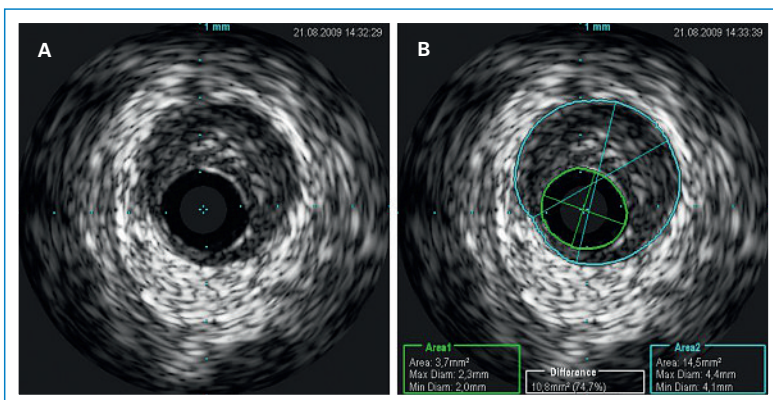 A
1 mm
21.08.2009 14:32:29
B
1 mm
21.08.2009 14:33:39
Area1
Area: 3,7mm²
Max Diam: 2,3mm
Min Diam: 2,0mm
Difference
10,8mm² (74,7%)
Area2
Area: 14,5mm²
Max Diam: 4,4mm
Min Diam: 4,1mm